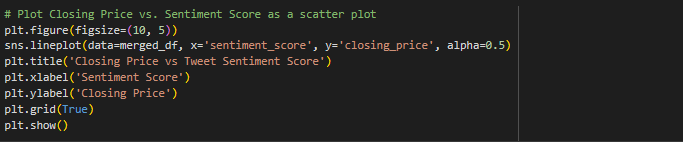 # Plot Closing Price vs. Sentiment Score as a scatter plot
plt.figure(figsize=(10, 5))
sns.lineplot(data=merged_df, x='sentiment_score', y='closing_price', alpha=0.5)
plt.title('Closing Price vs Tweet Sentiment Score')
plt.xlabel('Sentiment Score')
plt.ylabel('Closing Price')
plt.grid(True)
plt.show()